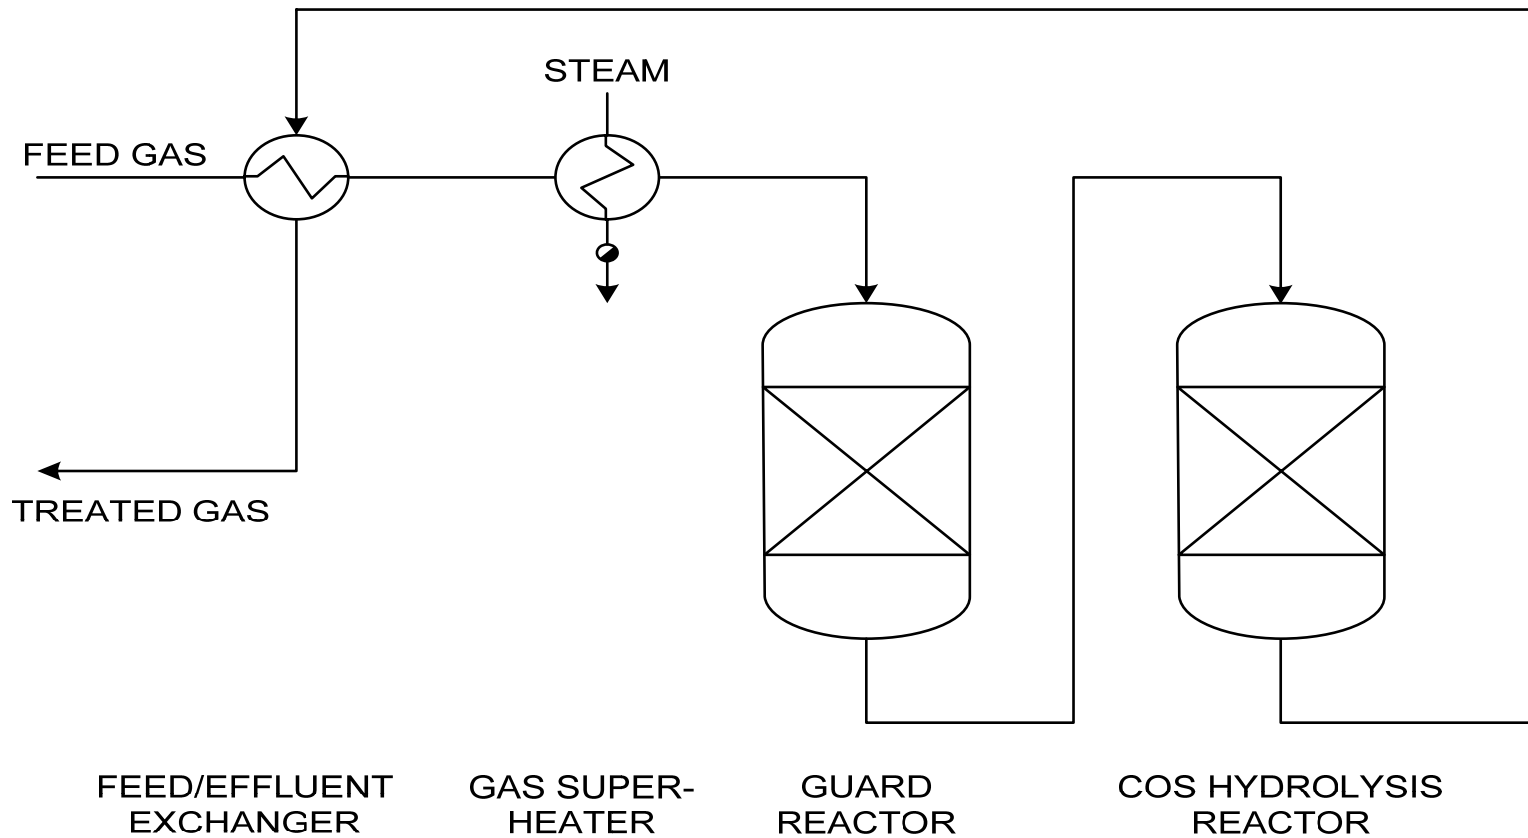 STEAM
FEED GAS
TREATED GAS
FEED/EFFLUENT
EXCHANGER
GAS SUPER-
HEATER
GUARD
REACTOR
COS HYDROLYSIS
REACTOR